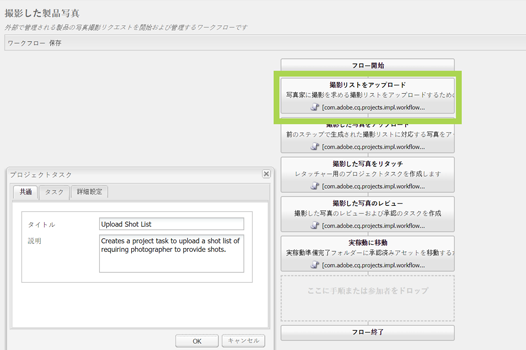 撮影した製品写真
外部で管理される製品の写真撮影リクエストを開始および管理するワークフローです
ワークフロー 保存
フロー開始
撮影リストをアップロード
写真家に撮影を求める撮影リストをアップロードするための
[com.adobe.cq.projects.impl.workflow...
撮影した写真をアップロード
前のステップで生成された撮影リストに対応する写真をア
[com.adobe.cq.projects.impl.workflow...
撮影した写真をリタッチ
レタッチャー用のプロジェクトタスクを作成します
[com.adobe.cq.projects.impl.workflow...
撮影した写真のレビュー
撮影した写真のレビューおよび承認のタスクを作成
[com.adobe.cq.projects.impl.workflow...
実稼動に移動
実稼動準備完了フォルダーに承認済みアセットを移動する
[com.adobe.cq.projects.impl.workflow...
ここに手順または参加者をドロップ
フロー終了
プロジェクトタスク
共通 タスク 詳細設定
タイトル Upload Shot List
説明 Creates a project task to upload a shot list of
requiring photographer to provide shots.
OK キャンセル